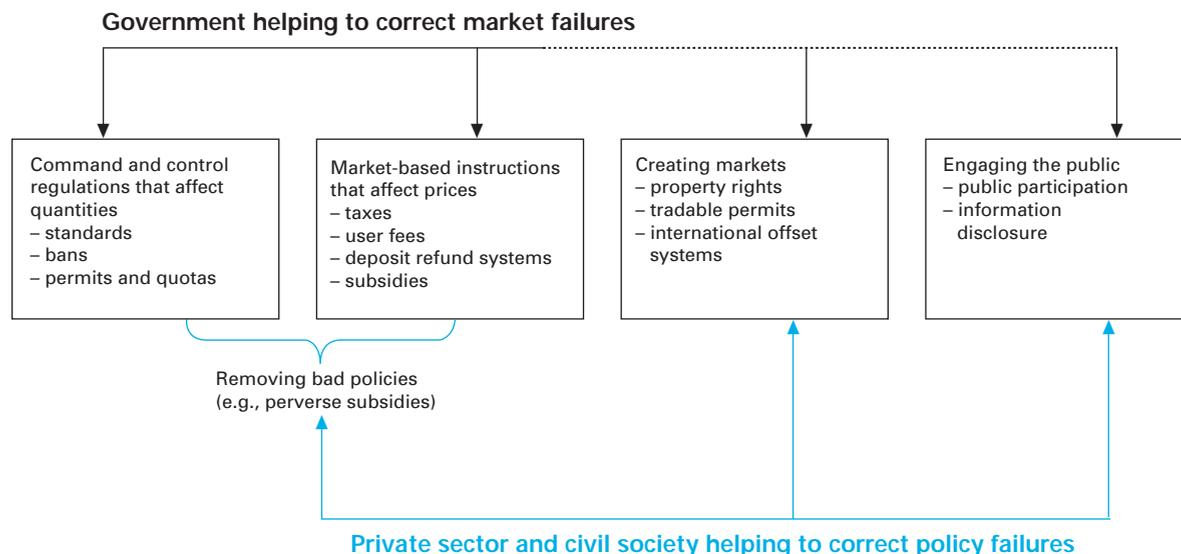 Government helping to correct market failures
Command and control
regulations that affect
quantities
– standards
– bans
– permits and quotas
Market-based instructions
that affect prices
– taxes
– user fees
– deposit refund systems
– subsidies
Creating markets
– property rights
– tradable permits
– international offset
systems
Engaging the public
– public participation
– information
disclosure
Removing bad policies
(e.g., perverse subsidies)
Private sector and civil society helping to correct policy failures